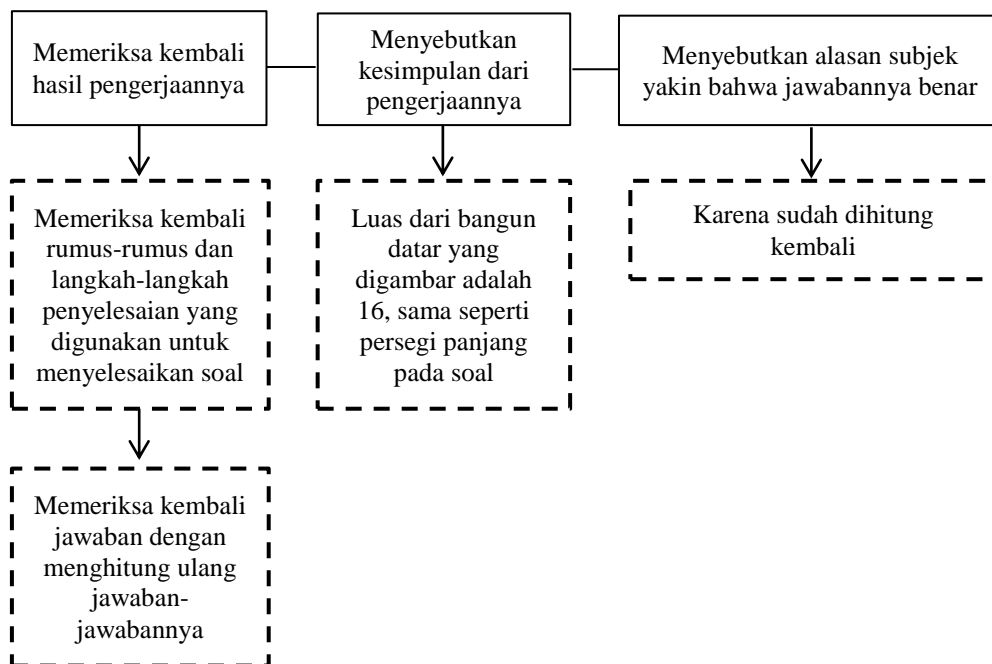 Memeriksa kembali
hasil pengerjaannya
Menyebutkan
kesimpulan dari
pengerjaannya
Menyebutkan alasan subjek
yakin bahwa jawabannya benar
Memeriksa kembali
rumus-rumus dan
langkah-langkah
penyelesaian yang
digunakan untuk
menyelesaikan soal
Luas dari bangun
datar yang
digambar adalah
16, sama seperti
persegi panjang
pada soal
Karena sudah dihitung
kembali
Memeriksa kembali
jawaban dengan
menghitung ulang
jawaban-
jawabannya